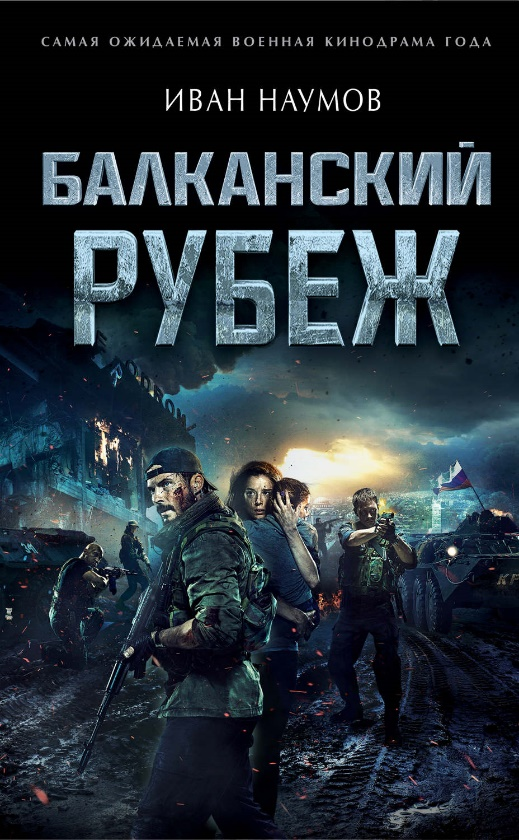 САМАЯ ОЖИДАЕМАЯ ВОЕННАЯ КИНОДРАМА ГОДА
ИВАН НАУМОВ
БАЛКАНСКИЙ
РУБЕЖ